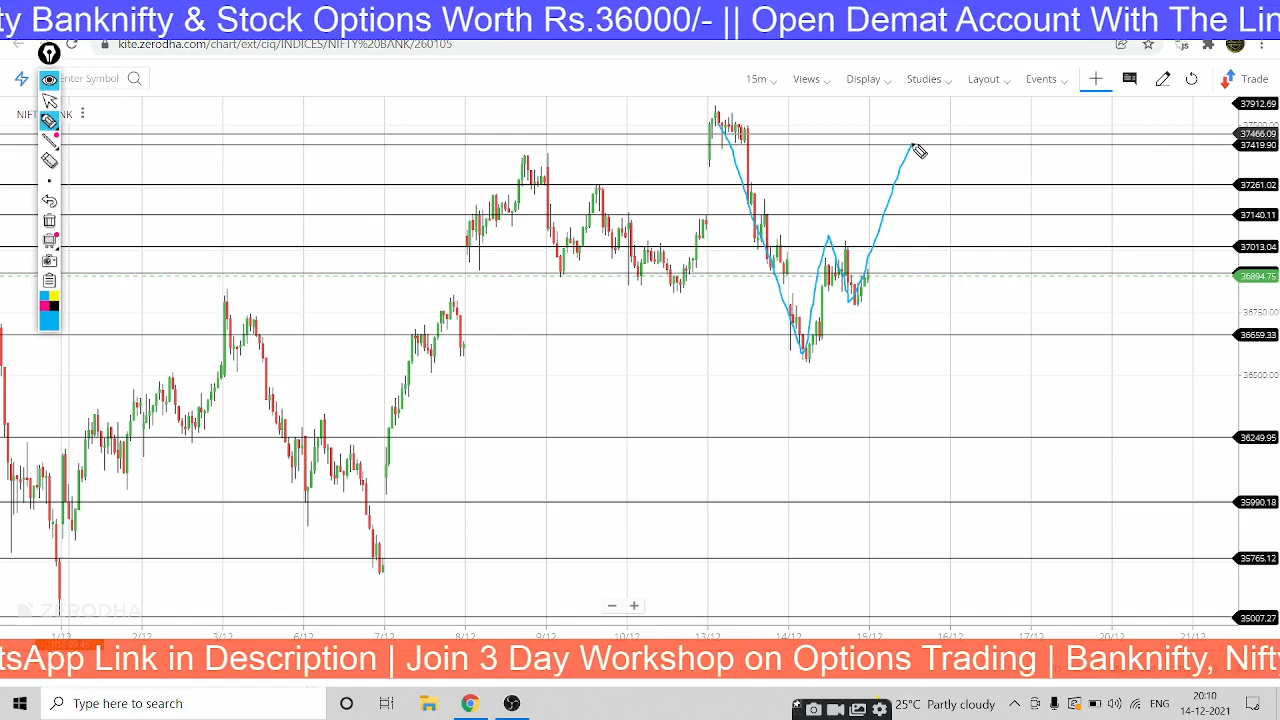 ty Banknifty & Stock Options Worth Rs.36000/- || Open Demat Account With The Lin
kite.zerodha.com/chart/ext/ciq/INDICES/NIFTY%20BANK/260105
Enter Symbol
15m Views Display Studies Layout Events Trade
37912.69
37466.09
37419.90
37261.02
37140.11
37013.04
36894.75
36750.00
36659.33
36500.00
36249.95
35990.18
35765.12
35007.27
ZERODHA
1/12 2/12 3/12 6/12 7/12 8/12 9/12 10/12 13/12 14/12 15/12 16/12 17/12 20/12 21/12
tsApp Link in Description | Join 3 Day Workshop on Options Trading | Banknifty, Nifty
Type here to search
25°C Partly cloudy
ENG
20:10
14-12-2021